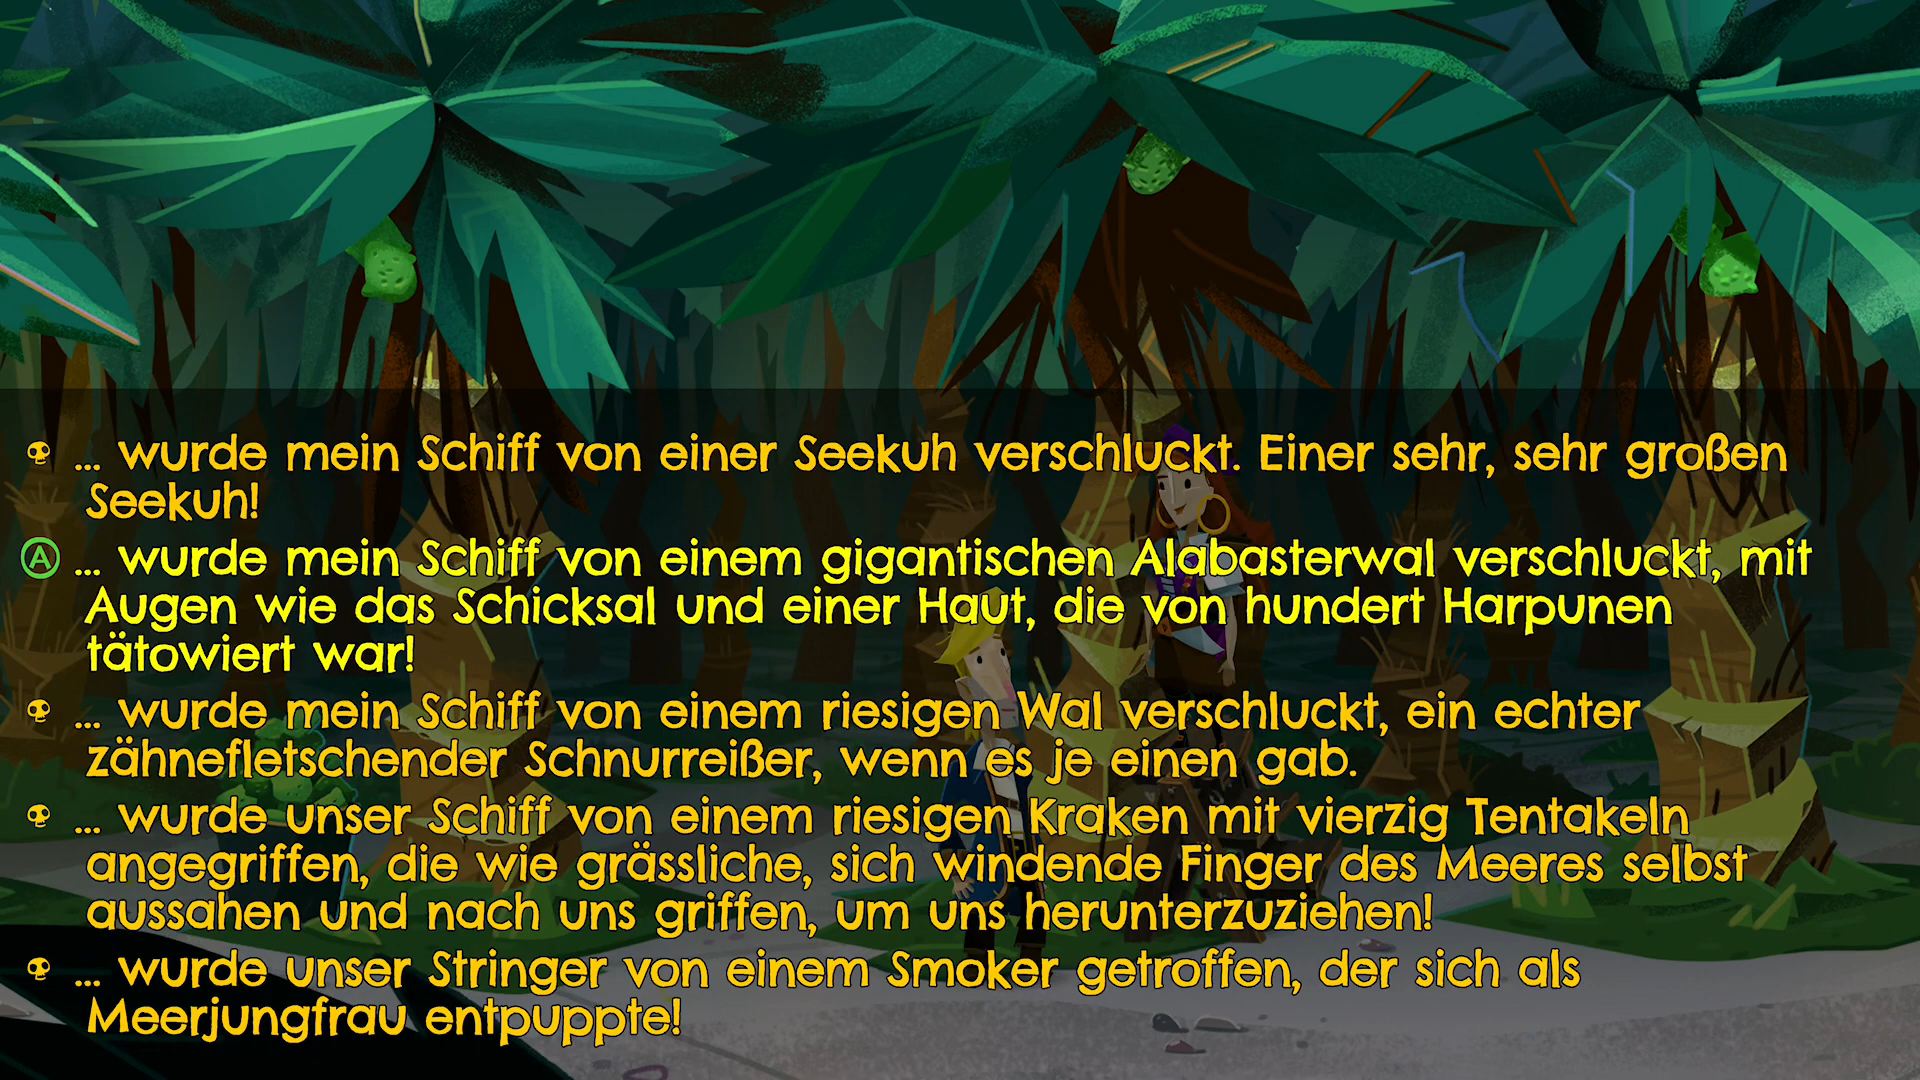 ... wurde mein Schiff von einer Seekuh verschluckt. Einer sehr, sehr großen
Seekuh!
A ... wurde mein Schiff von einem gigantischen Alabasterwal verschluckt, mit
Augen wie das Schicksal und einer Haut, die von hundert Harpunen
tätowiert war!
... wurde mein Schiff von einem riesigen Wal verschluckt, ein echter
zähnefletschender Schnurreißer, wenn es je einen gab.
... wurde unser Schiff von einem riesigen Kraken mit vierzig Tentakeln
angegriffen, die wie grässliche, sich windende Finger des Meeres selbst
aussahen und nach uns griffen, um uns herunterzuziehen!
... wurde unser Stringer von einem Smoker getroffen, der sich als
Meerjungfrau entpuppte!